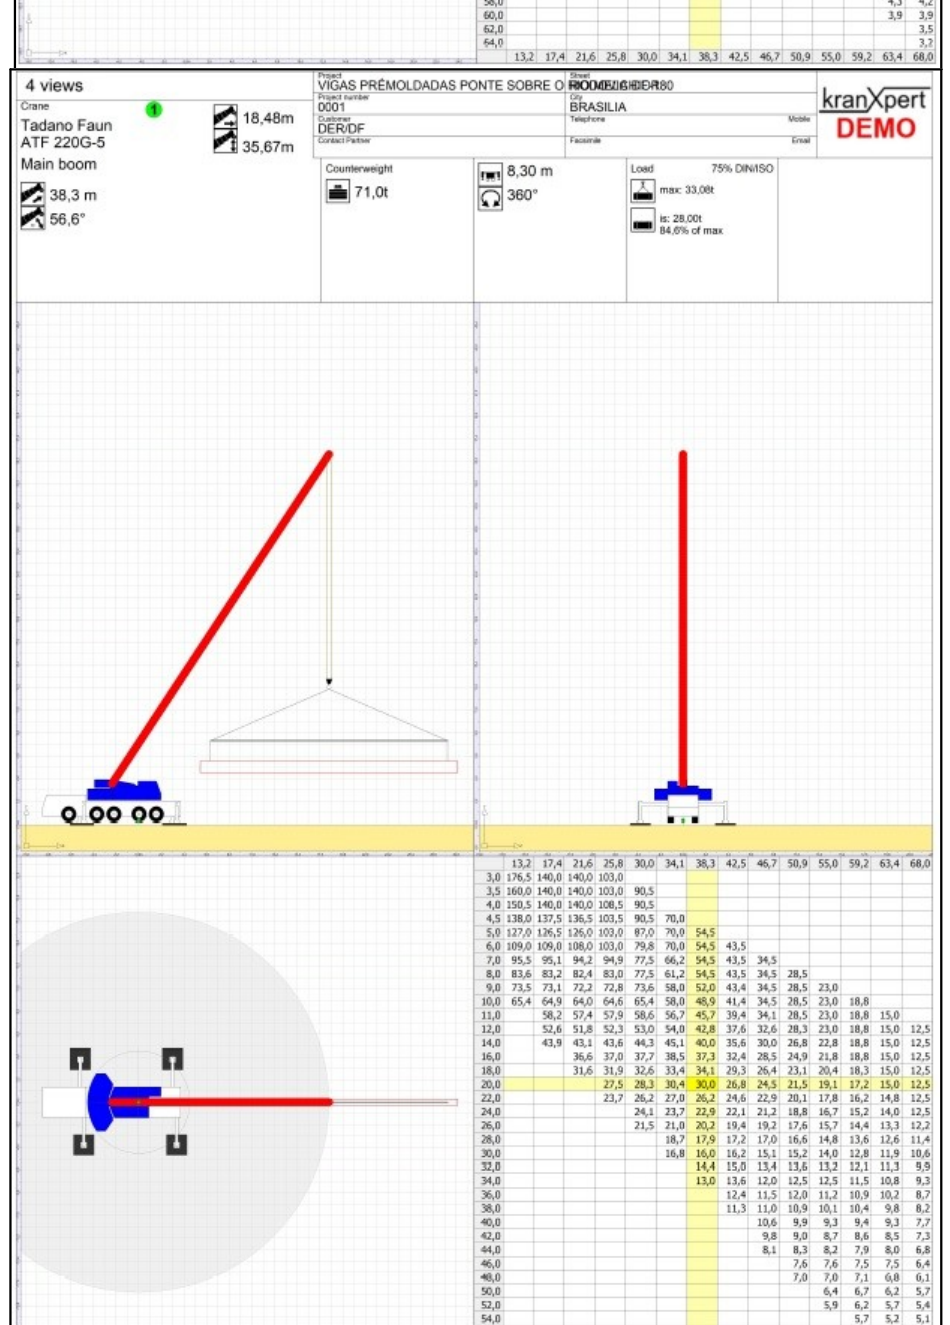 58,0 4,3 4,2
60,0 3,9 3,9
62,0 3,5
64,0 3,2
13,2 17,4 21,6 25,8 30,0 34,1 38,3 42,5 46,7 50,9 55,0 59,2 63,4 68,0
4 views
Crane
1
Tadano Faun
ATF 220G-5
Main boom
38,3 m
56,6°
18,48m
35,67m
Project
VIGAS PRÉMOLDADAS PONTE SOBRE O
Project number
0001
Customer
DER/DF
Contact Partner
Street
City
BRASILIA
Telephone Mobile
Facsimile Email
kranXpert
DEMO
Counterweight
71,0t
8,30 m
360°
Load 75% DIN/ISO
max: 33,08t
is: 28,00t
84,6% of max
13,2 17,4 21,6 25,8 30,0 34,1 38,3 42,5 46,7 50,9 55,0 59,2 63,4 68,0
3,0 176,5 140,0 140,0 103,0
3,5 160,0 140,0 140,0 103,0 90,5
4,0 150,5 140,0 140,0 108,5 90,5
4,5 138,0 137,5 136,5 103,5 90,5 70,0
5,0 127,0 126,5 126,0 103,0 87,0 70,0 54,5
6,0 109,0 109,0 108,0 103,0 79,8 70,0 54,5 43,5
7,0 95,5 95,1 94,2 94,9 77,5 66,2 54,5 43,5 34,5
8,0 83,6 83,2 82,4 83,0 77,5 61,2 54,5 43,5 34,5 28,5
9,0 73,5 73,1 72,2 72,8 73,6 58,0 52,0 43,4 34,5 28,5 23,0
10,0 65,4 64,9 64,0 64,6 65,4 58,0 48,9 41,4 34,5 28,5 23,0 18,8
11,0 58,2 57,4 57,9 58,6 56,7 45,7 39,4 34,1 28,5 23,0 18,8 15,0
12,0 52,6 51,8 52,3 53,0 54,0 42,8 37,6 32,6 28,3 23,0 18,8 15,0 12,5
14,0 43,9 43,1 43,6 44,3 45,1 40,0 35,6 30,0 26,8 22,8 18,8 15,0 12,5
16,0 36,6 37,0 37,7 38,5 37,3 32,4 28,5 24,9 21,8 18,8 15,0 12,5
18,0 31,6 31,9 32,6 33,4 34,1 29,3 26,4 23,1 20,4 18,3 15,0 12,5
20,0 27,5 28,3 30,4 30,0 26,8 24,5 21,5 19,1 17,2 15,0 12,5
22,0 23,7 26,2 27,0 26,2 24,6 22,9 20,1 17,8 16,2 14,8 12,5
24,0 24,1 23,7 22,9 22,1 21,2 18,8 16,7 15,2 14,0 12,5
26,0 21,5 21,0 20,2 19,4 19,2 17,6 15,7 14,4 13,3 12,2
28,0 18,7 17,9 17,2 17,0 16,6 14,8 13,6 12,6 11,4
30,0 16,8 16,0 16,2 15,1 15,2 14,0 12,8 11,9 10,6
32,0 14,4 15,0 13,4 13,6 13,2 12,1 11,3 9,9
34,0 13,0 13,6 12,0 12,5 12,5 11,5 10,8 9,3
36,0 12,4 11,5 12,0 11,2 10,9 10,2 8,7
38,0 11,3 11,0 10,9 10,1 10,4 9,8 8,2
40,0 10,6 9,9 9,3 9,4 9,3 7,7
42,0 9,8 9,0 8,7 8,6 8,5 7,3
44,0 8,1 8,3 8,2 7,9 8,0 6,8
46,0 7,6 7,6 7,5 7,5 6,4
48,0 7,0 7,0 7,1 6,8 6,1
50,0 6,4 6,7 6,2 5,7
52,0 5,9 6,2 5,7 5,4
54,0 5,7 5,2 5,1